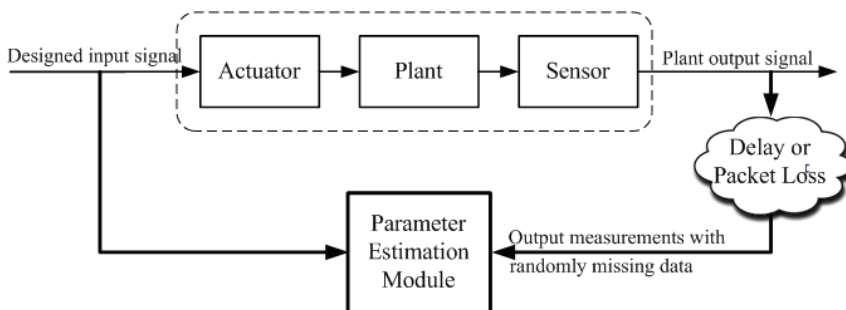 Designed input signal
Actuator
Plant
Sensor
Plant output signal
Delay or
Packet Loss
Parameter
Estimation
Module
Output measurements with
randomly missing data